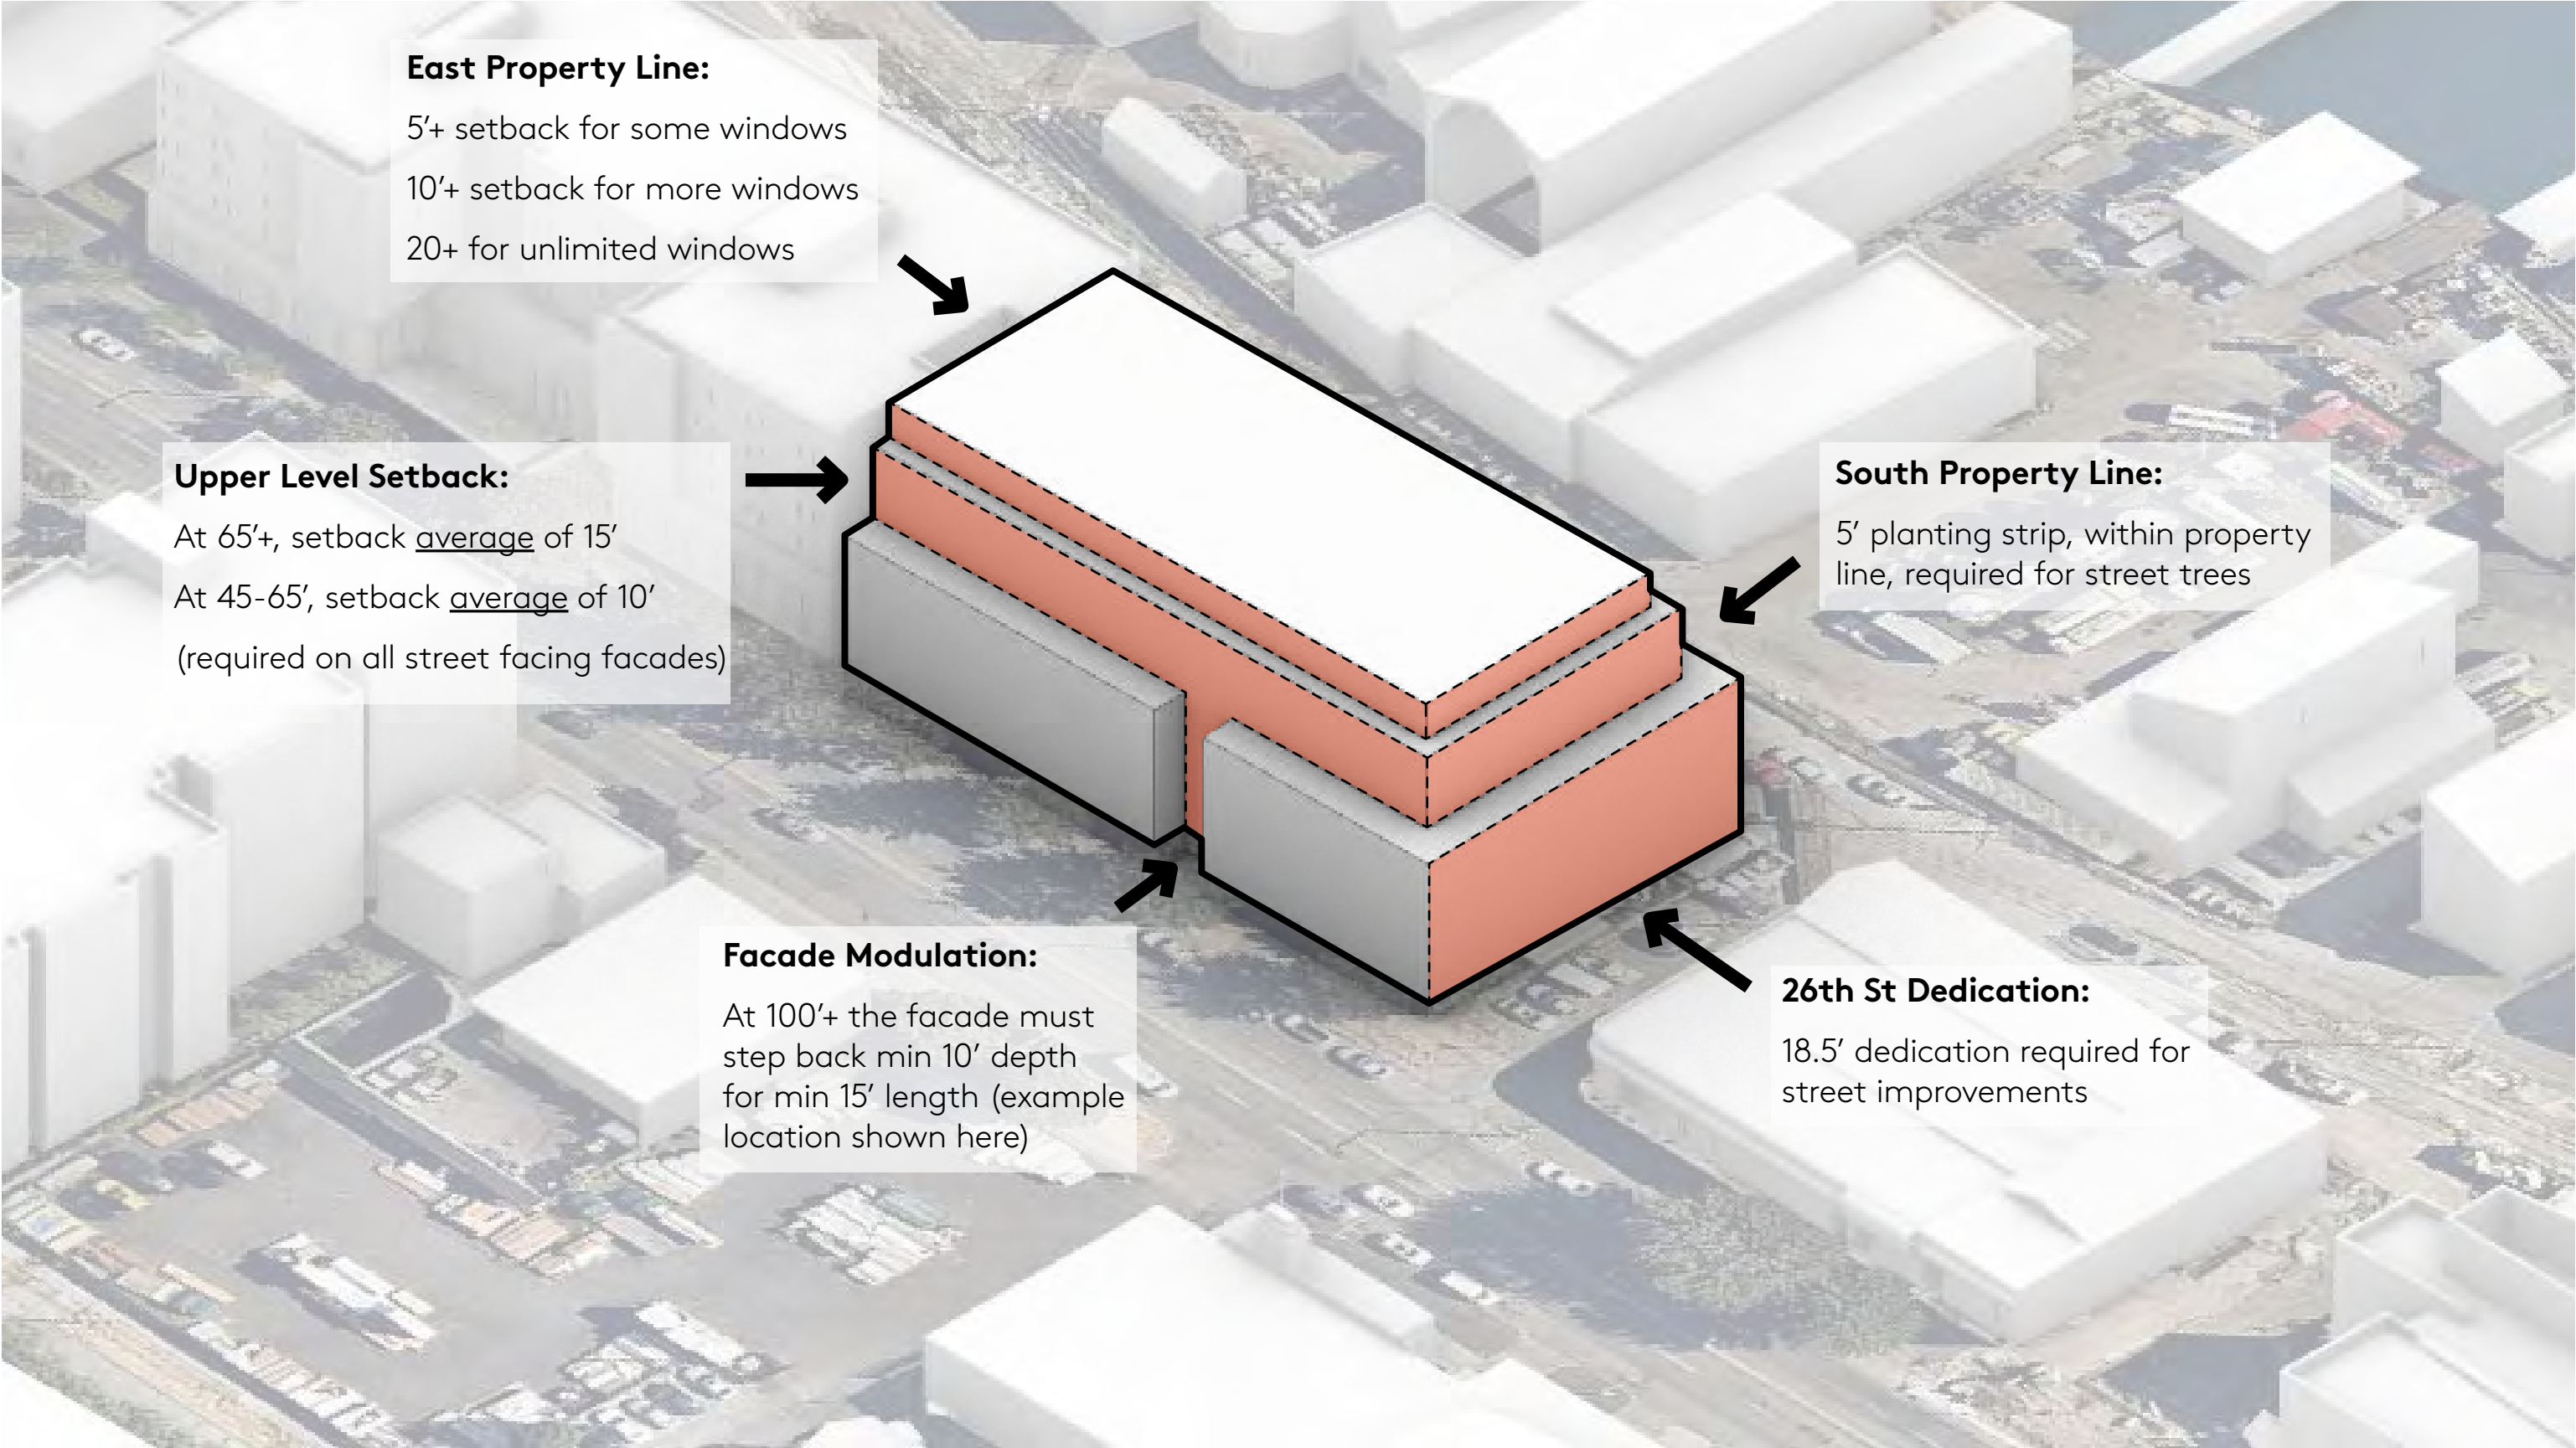 East Property Line:
5'+ setback for some windows
10'+ setback for more windows
20+ for unlimited windows
Upper Level Setback:
At 65'+, setback average of 15'
At 45-65', setback average of 10'
(required on all street facing facades)
South Property Line:
5' planting strip, within property
line, required for street trees
Facade Modulation:
At 100'+ the facade must
step back min 10' depth
for min 15' length (example
location shown here)
26th St Dedication:
18.5' dedication required for
street improvements